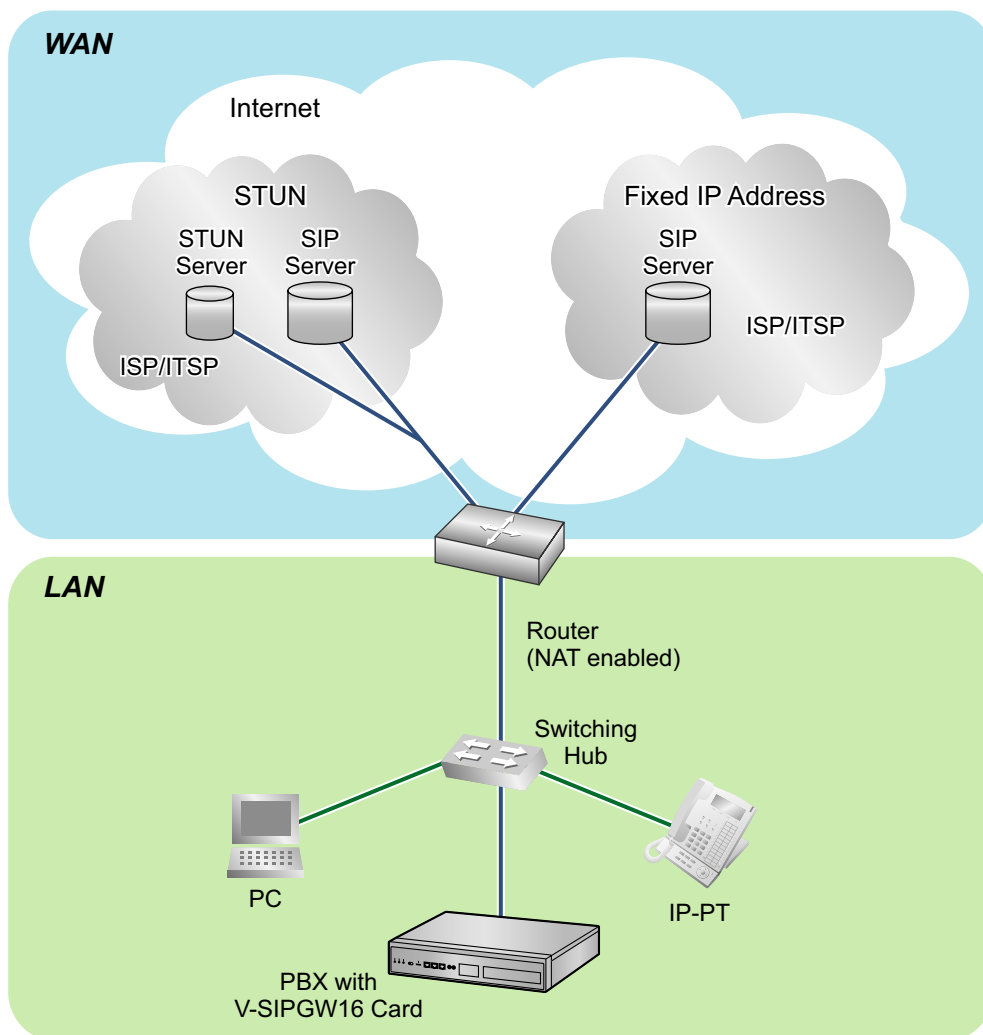 WAN
Internet
STUN
STUN
Server
SIP
Server
ISP/ITSP
Fixed IP Address
SIP
Server
ISP/ITSP
LAN
Router
(NAT enabled)
Switching
Hub
PC
IP-PT
PBX with
V-SIPGW16 Card